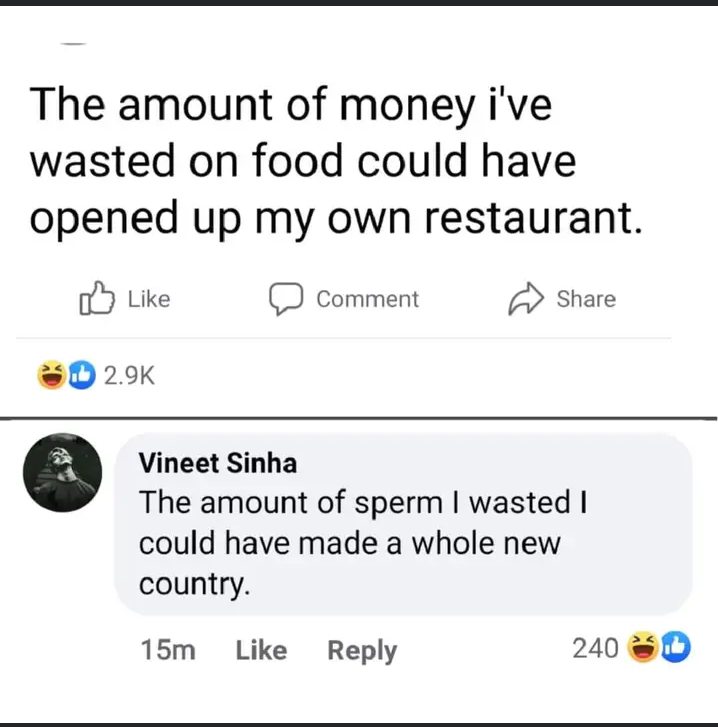 The amount of money i've
wasted on food could have
opened up my own restaurant.
Like Comment Share
2.9K
Vineet Sinha
The amount of sperm I wasted I
could have made a whole new
country.
15m Like Reply 240